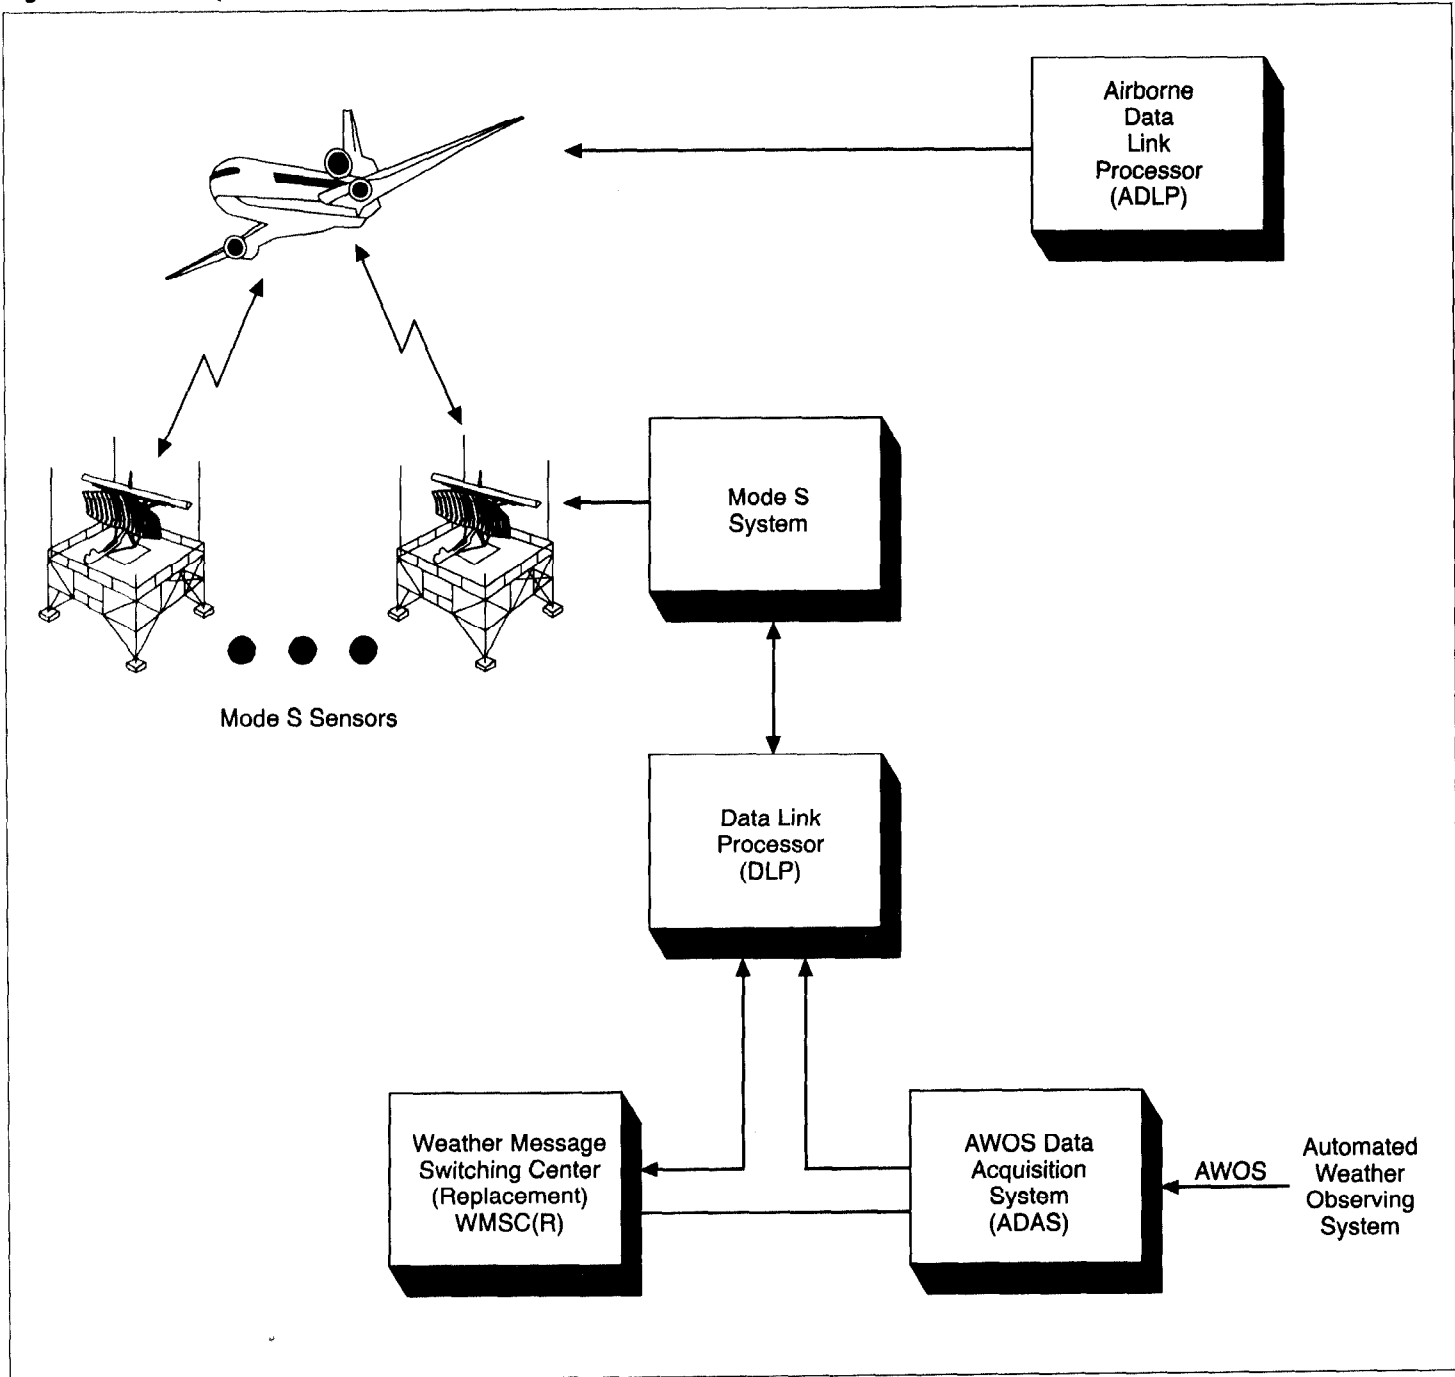 Airborne
Data
Link
Processor
(ADLP)
Mode S
System
Mode S Sensors
Data Link
Processor
(DLP)
Weather Message
Switching Center
(Replacement)
WMSC(R)
AWOS Data
Acquisition
System
(ADAS)
AWOS
Automated
Weather
Observing
System